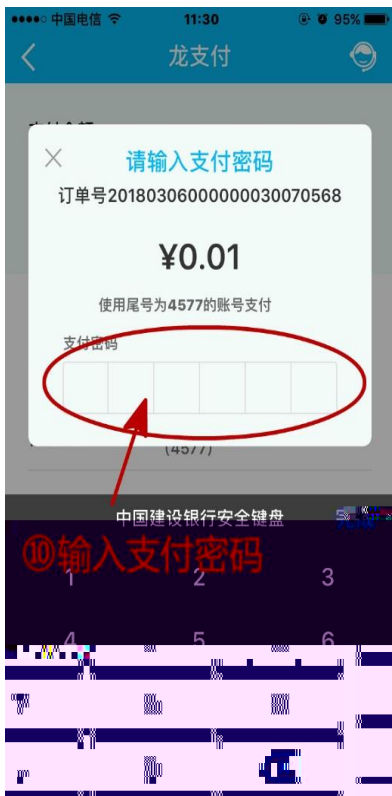 中国电信 11:30 95%
龙支付
请输入支付密码
订单号20180306000000030070568
¥0.01
使用尾号为4577的账号支付
支付密码
(4577)
中国建设银行安全键盘
⑩输入支付密码
1 2 3
4 5 6